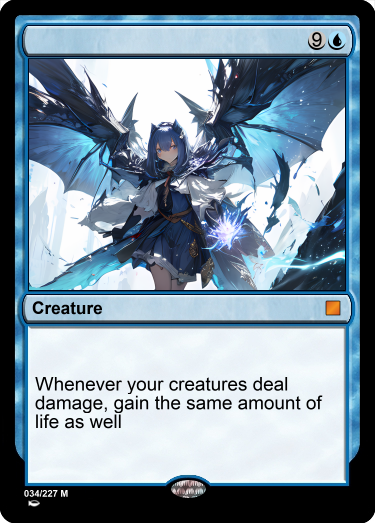 9
Creature
Whenever your creatures deal
damage, gain the same amount of
life as well
034/227 M